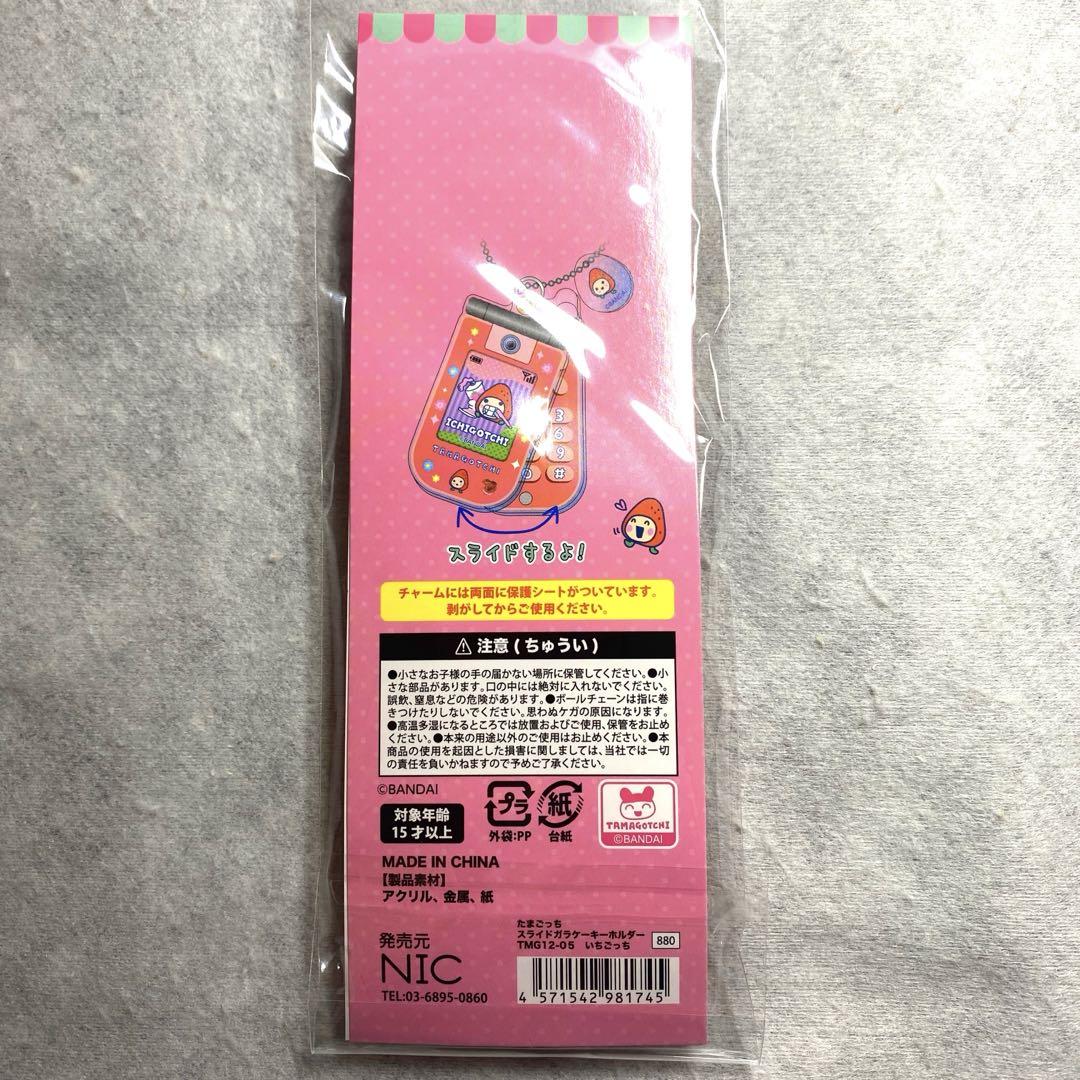 ©BANDAI
ICHIGOTCHI
TAMAGOTCHI
3
6
9
#
スライドするよ!
チャームには両面に保護シートがついています。
剥がしてからご使用ください。
⚠ 注意(ちゅうい)
●小さなお子様の手の届かない場所に保管してください。●小
さな部品があります。口の中には絶対に入れないでください。
誤飲、窒息などの危険があります。●ボールチェーンは指に巻
きつけたりしないでください。思わぬケガの原因になります。
●高温多湿になるところでは放置およびご使用、保管をお止め
ください。●本来の用途以外のご使用はお止めください。●本
商品の使用を起因とした損害に関しましては、当社では一切
の責任を負いかねますので予めご了承ください。
©BANDAI
対象年齢
15才以上
プラ
外袋:PP
紙
台紙
TAMAGOTCHI
©BANDAI
MADE IN CHINA
【製品素材】
アクリル、金属、紙
発売元
NIC
TEL:03-6895-0860
たまごっち
スライドガラケーキーホルダー
TMG12-05 いちごっち
880
4 571542 981745